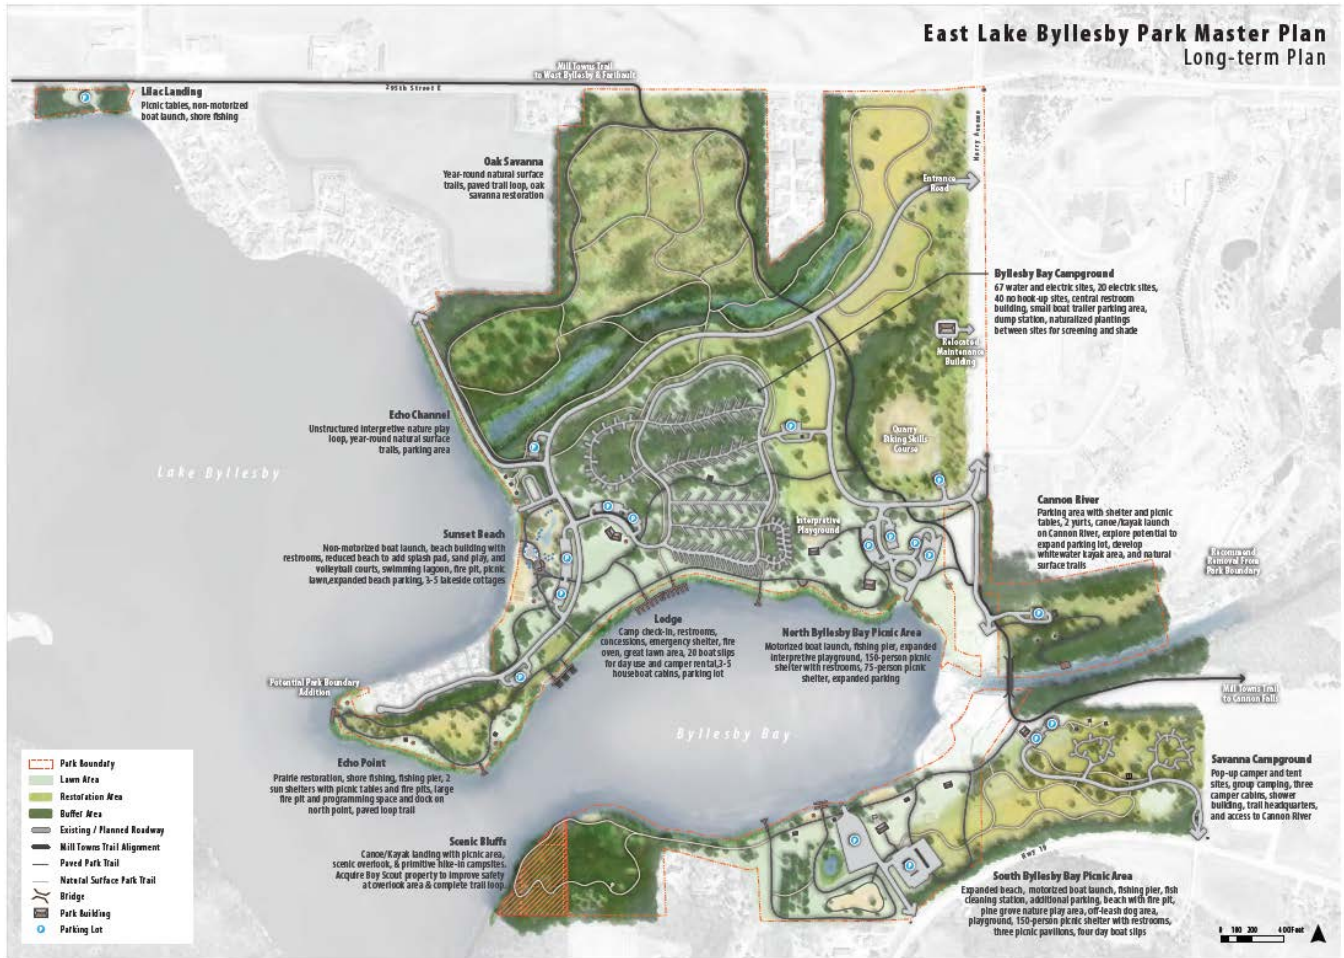 East Lake Byllesby Park Master Plan
Long-term Plan
Mill Towns Trail
to West Byllesby & Faribault
295th Street E
Lilac Landing
Picnic tables, non-motorized
boat launch, shore fishing
Harry Avenue
Oak Savanna
Year-round natural surface
trails, paved trail loop, oak
savanna restoration
Entrance
Road
Byllesby Bay Campground
67 water and electric sites, 20 electric sites,
40 no hook-up sites, central restroom
building, small boat trailer parking area,
dump station, naturalized plantings
between sites for screening and shade
Relocated
Maintenance
Building
Echo Channel
Unstructured interpretive nature play
loop, year-round natural surface
trails, parking area
Quarry
Biking Skills
Course
Lake Byllesby
Cannon River
Parking area with shelter and picnic
tables, 2 yurts, canoe/kayak launch
on Cannon River, explore potential to
expand parking lot, develop
whitewater kayak area, and natural
surface trails
Interpretive
Playground
Sunset Beach
Non-motorized boat launch, beach building with
restrooms, reduced beach to add splash pad, sand play, and
volleyball courts, swimming lagoon, fire pit, picnic
lawn,expanded beach parking, 3-5 lakeside cottages
Recommend
Removal From
Park Boundary
Lodge
Camp check-in, restrooms,
concessions, emergency shelter, fire
oven, great lawn area, 20 boat slips
for day use and camper rental,3-5
houseboat cabins, parking lot
North Byllesby Bay Picnic Area
Motorized boat launch, fishing pier, expanded
interpretive playground, 150-person picnic
shelter with restrooms, 75-person picnic
shelter, expanded parking
Potential Park Boundary
Addition
Mill Towns Trail
to Cannon Falls
Byllesby Bay
Echo Point
Prairie restoration, shore fishing, fishing pier, 2
sun shelters with picnic tables and fire pits, large
fire pit and programming space and dock on
north point, paved loop trail
Savanna Campground
Pop-up camper and tent
sites, group camping, three
camper cabins, shower
building, trail headquarters,
and access to Cannon River
Scenic Bluffs
Canoe/Kayak landing with picnic area,
scenic overlook, & primitive hike-in campsites.
Acquire Boy Scout property to improve safety
at overlook area & complete trail loop
Hwy 19
South Byllesby Bay Picnic Area
Expanded beach, motorized boat launch, fishing pier, fish
cleaning station, additional parking, beach with fire pit,
pine grove nature play area, off-leash dog area,
playground, 150-person picnic shelter with restrooms,
three picnic pavilions, four day boat slips
Park Boundary
Lawn Area
Restoration Area
Buffer Area
Existing / Planned Roadway
Mill Towns Trail Alignment
Paved Park Trail
Natural Surface Park Trail
Bridge
Park Building
P Parking Lot
0 100 200 400Feet